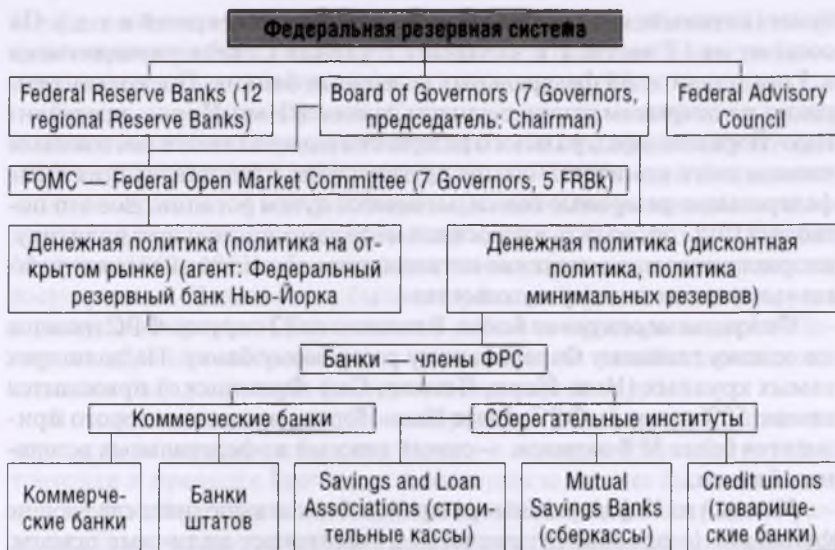 Федеральная резервная система
Federal Reserve Banks (12
regional Reserve Banks)
Board of Governors (7 Governors,
председатель: Chairman)
Federal Advisory
Council
FOMC — Federal Open Market Committee (7 Governors, 5 FRBk)
Денежная политика (политика на от-
крытом рынке) (агент: Федеральный
резервный банк Нью-Йорка
Денежная политика (дисконтная
политика, политика
минимальных резервов)
Банки — члены ФРС
Коммерческие банки
Сберегательные институты
Коммерче-
ские банки
Банки
штатов
Savings and Loan
Associations (строи-
тельные кассы)
Mutual
Savings Banks
(сберкассы)
Credit unions
(товарище-
ские банки)